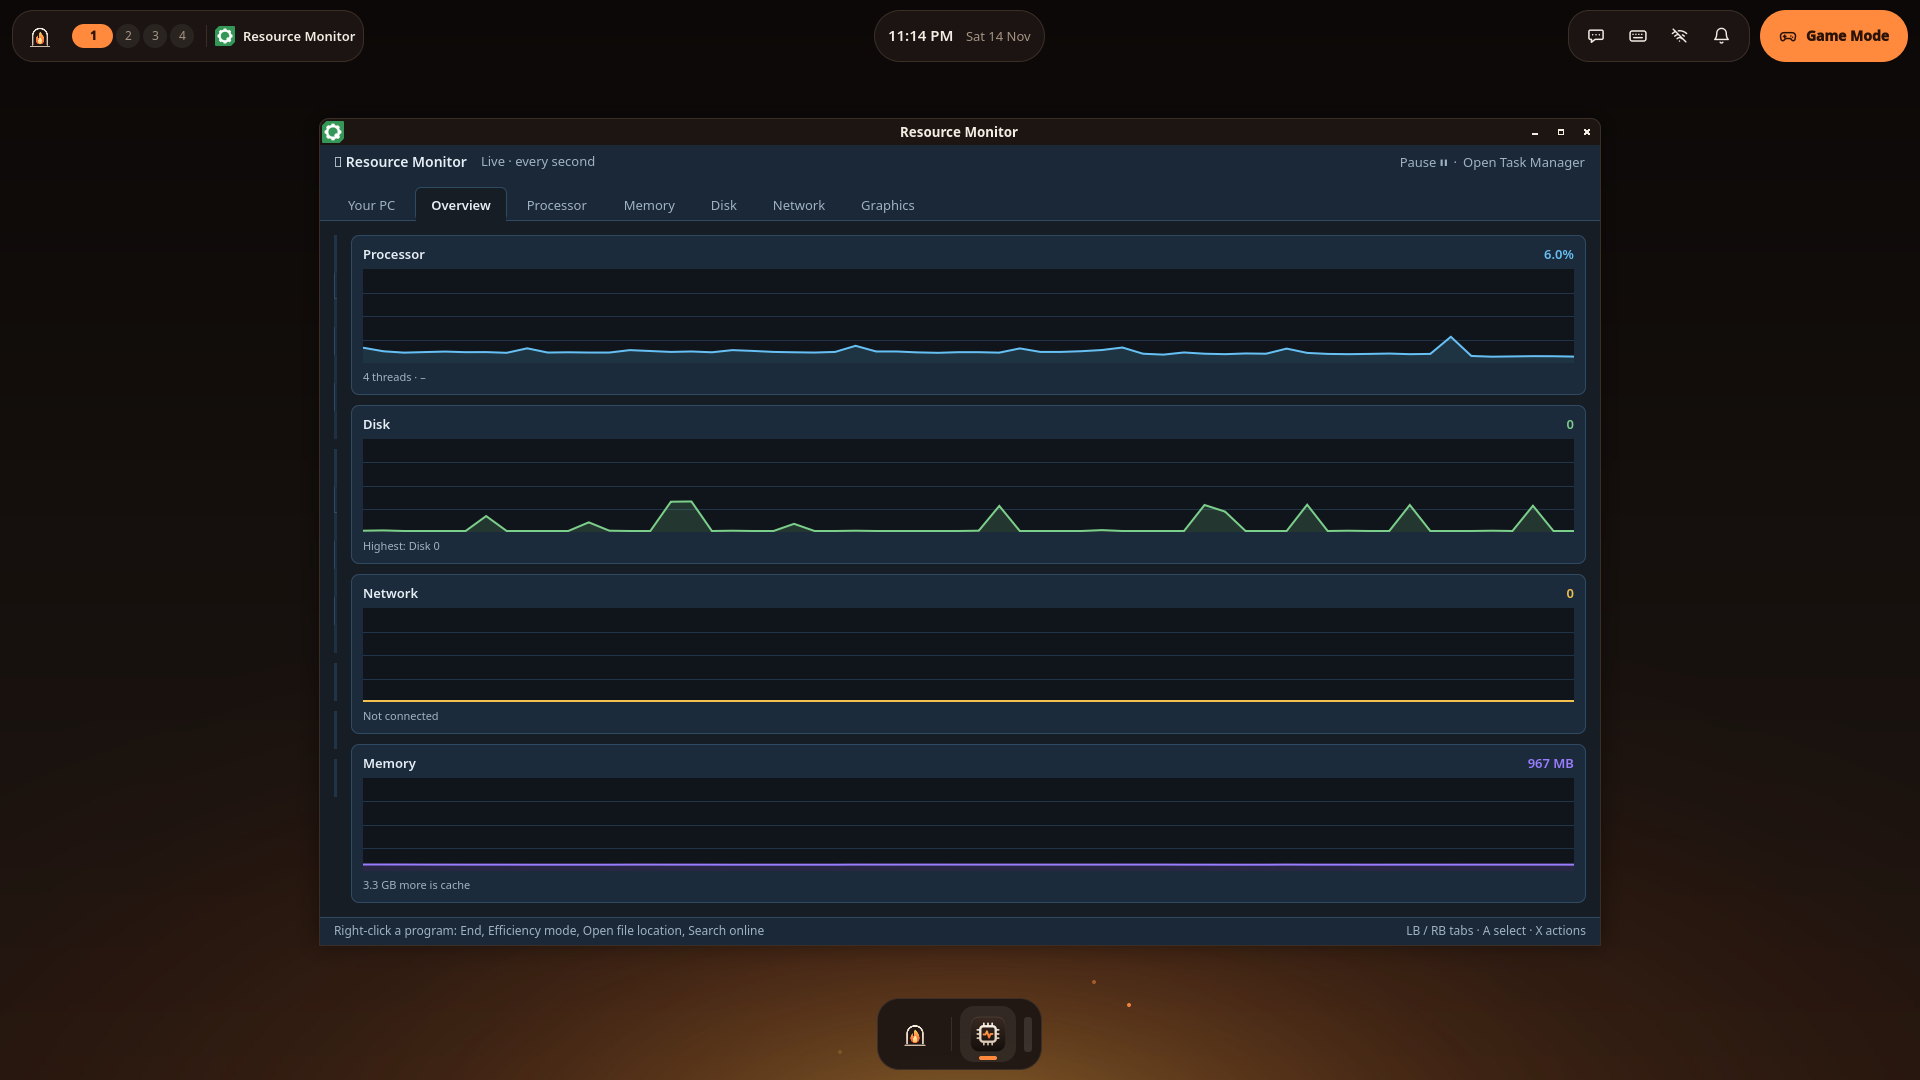 1 2 3 4 Resource Monitor
11:14 PM Sat 14 Nov
Game Mode
Resource Monitor
Resource Monitor Live · every second
Pause · Open Task Manager
Your PC Overview Processor Memory Disk Network Graphics
Processor 6.0%
4 threads · –
Disk 0
Highest: Disk 0
Network 0
Not connected
Memory 967 MB
3.3 GB more is cache
Right-click a program: End, Efficiency mode, Open file location, Search online
LB / RB tabs · A select · X actions